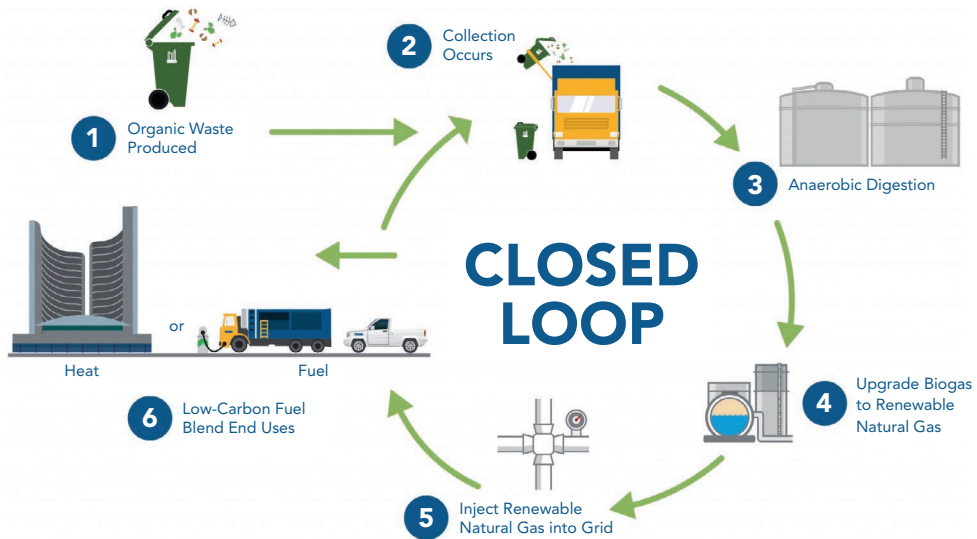 1
Organic Waste
Produced
2
Collection
Occurs
3
Anaerobic Digestion
CLOSED
LOOP
4
Upgrade Biogas
to Renewable
Natural Gas
5
Inject Renewable
Natural Gas into Grid
6
Low-Carbon Fuel
Blend End Uses
Heat
or
Fuel